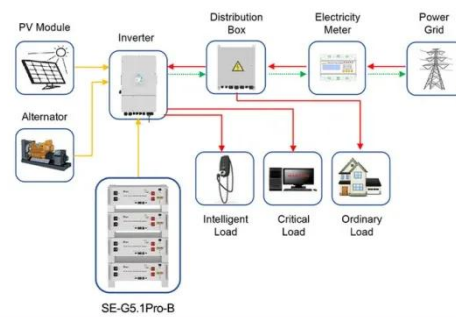 PV Module
Inverter
Distribution
Box
Electricity
Meter
Power
Grid
Alternator
Intelligent
Load
Critical
Load
Ordinary
Load
SE-G5.1Pro-B